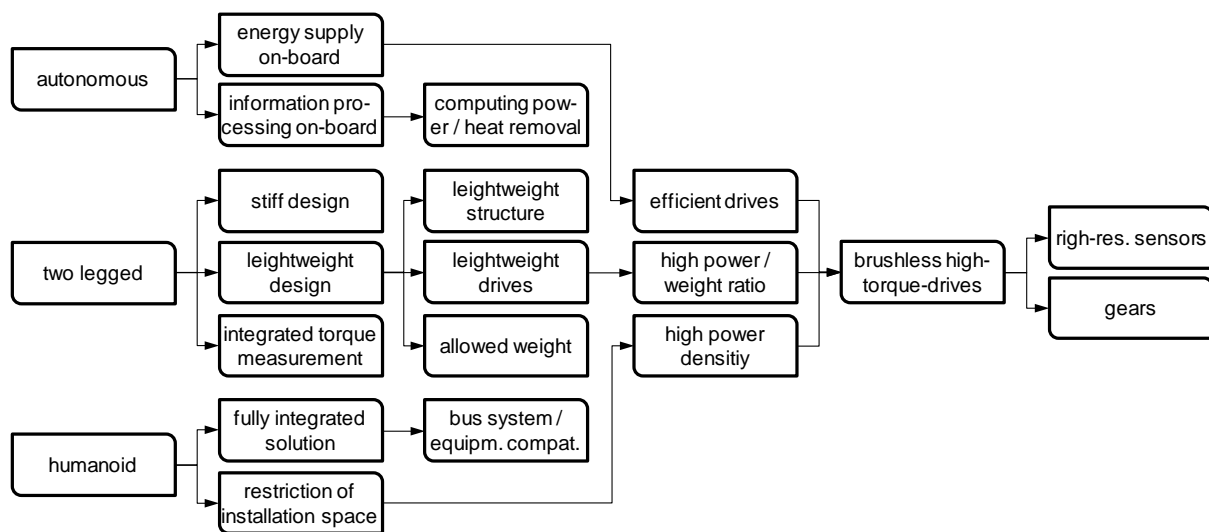 energy supply
on-board
autonomous
information pro-
cessing on-board
computing pow-
er / heat removal
stiff design
leightweight
structure
efficient drives
two legged
leightweight
design
leightweight
drives
high power /
weight ratio
brushless high-
torque-drives
righ-res. sensors
gears
integrated torque
measurement
allowed weight
high power
densitiy
fully integrated
solution
bus system /
equipm. compat.
humanoid
restriction of
installation space